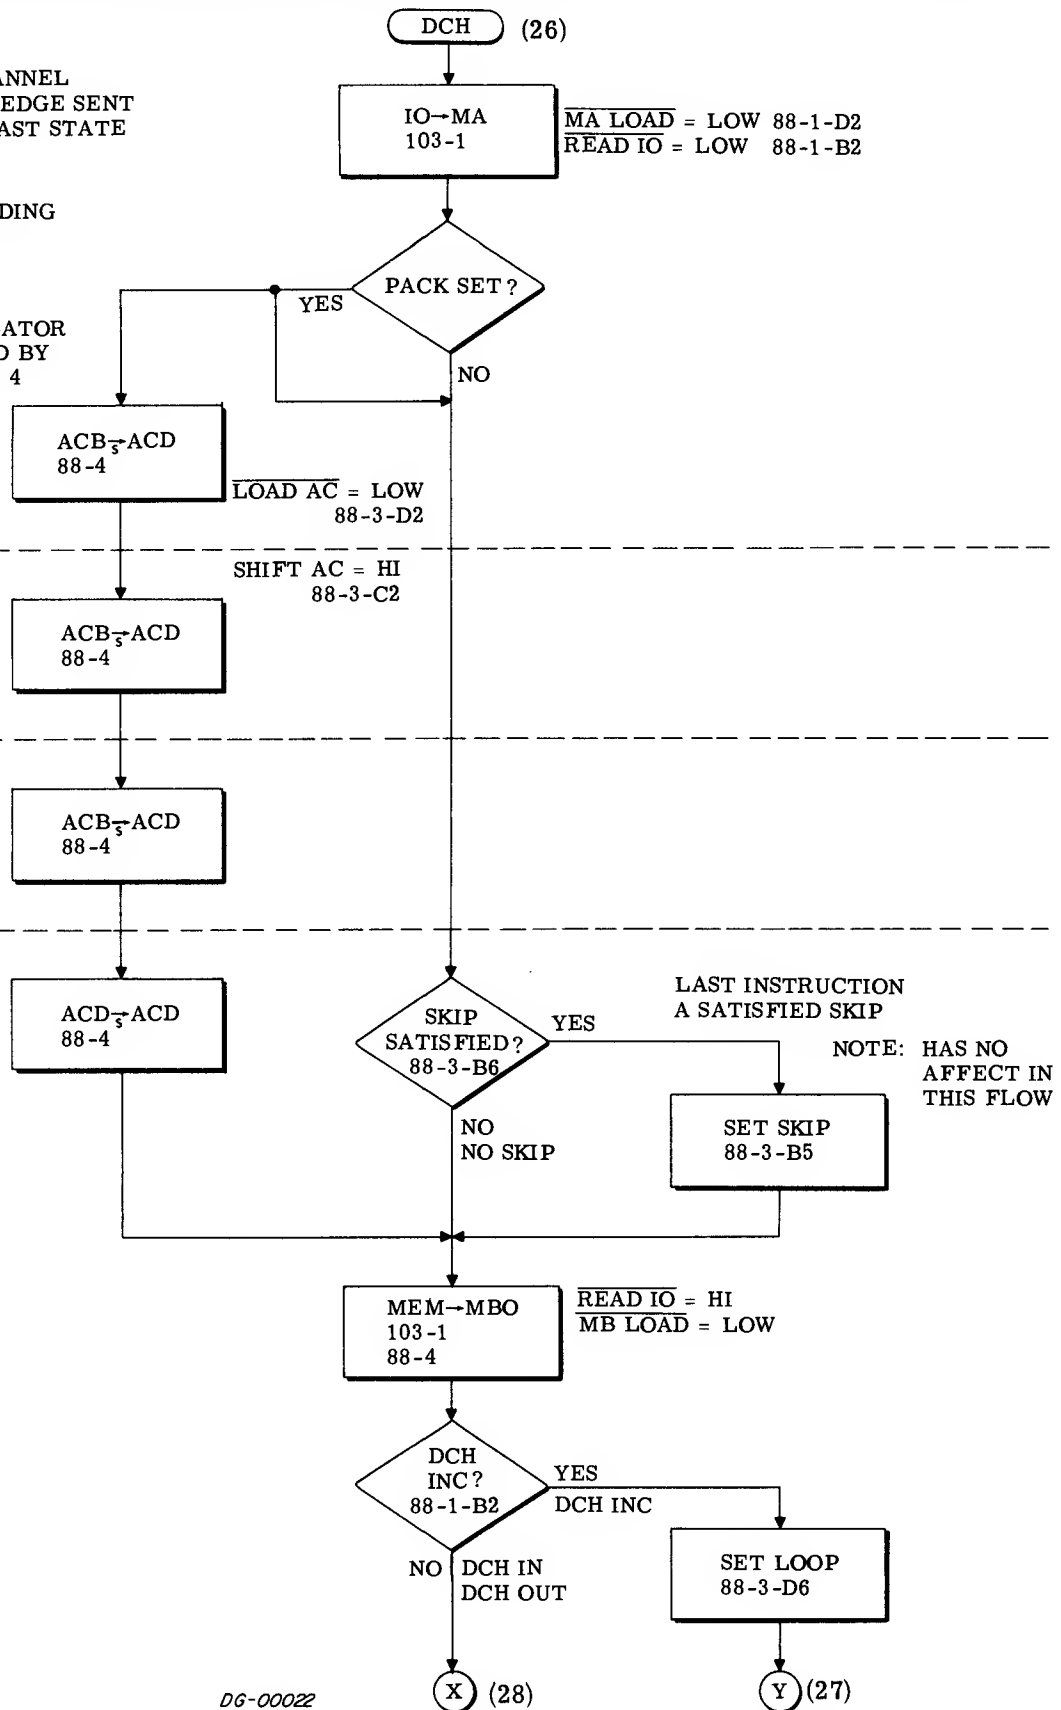 DCH (26)
ANNEL
EDGE SENT
AST STATE
IO→MA
103-1
MA LOAD = LOW 88-1-D2
READ IO = LOW 88-1-B2
DING
PACK SET?
YES
NO
ATOR
D BY
4
ACB→ACD
S
88-4
LOAD AC = LOW
88-3-D2
SHIFT AC = HI
88-3-C2
ACB→ACD
S
88-4
ACB→ACD
S
88-4
ACD→ACD
S
88-4
SKIP
SATISFIED?
88-3-B6
YES
LAST INSTRUCTION
A SATISFIED SKIP
NOTE: HAS NO
AFFECT IN
THIS FLOW
NO
NO SKIP
SET SKIP
88-3-B5
MEM→MBO
103-1
88-4
READ IO = HI
MB LOAD = LOW
DCH
INC?
88-1-B2
YES
DCH INC
NO DCH IN
DCH OUT
SET LOOP
88-3-D6
DG-00022
X (28)
Y (27)